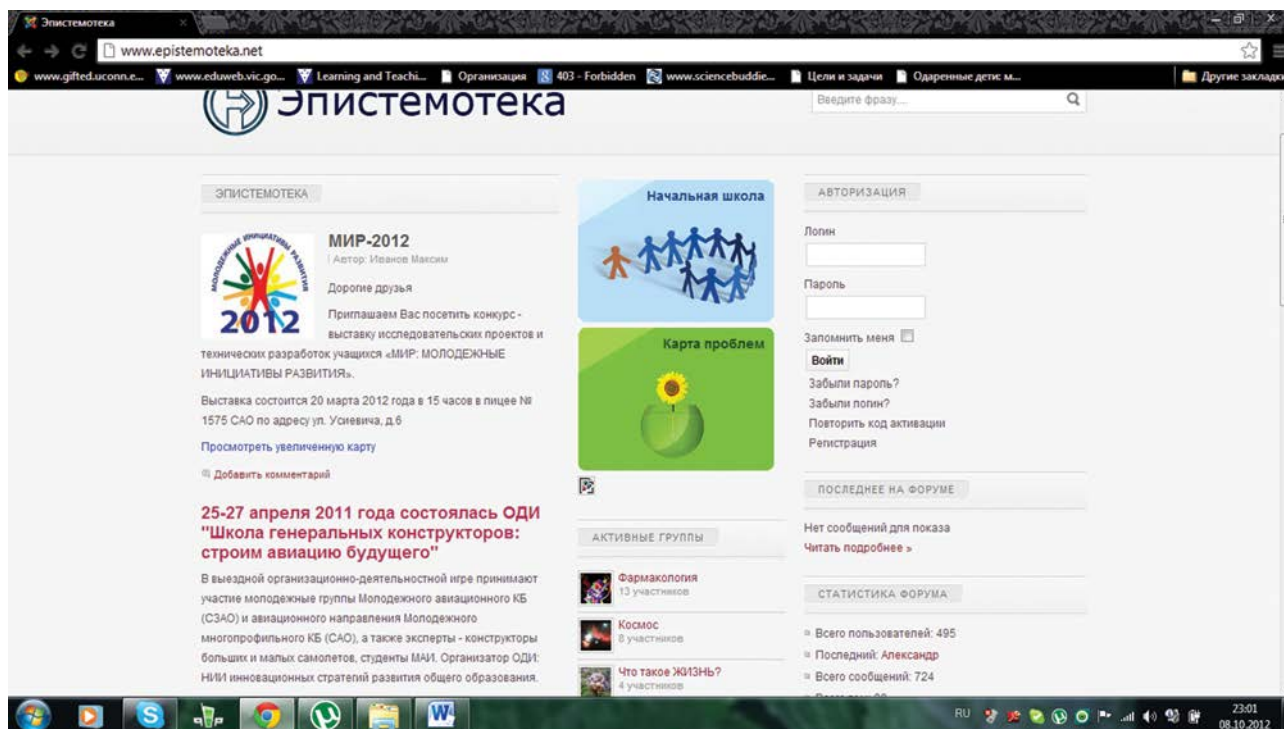 Эпистемотека
www.epistemoteka.net
www.gifted.uconn.e...
www.eduweb.vic.go...
Learning and Teachi...
Организация
403 - Forbidden
www.sciencebuddie...
Цели и задачи
Одаренные дети: м...
Другие закладки
Эпистемотека
Введите фразу....
ЭПИСТЕМОТЕКА
МОЛОДЕЖНЫЕ ИНИЦИАТИВЫ РАЗВИТИЯ
2012
МИР-2012
Автор: Иванов Максим
Дорогие друзья
Приглашаем Вас посетить конкурс -
выставку исследовательских проектов и
технических разработок учащихся «МИР: МОЛОДЕЖНЫЕ
ИНИЦИАТИВЫ РАЗВИТИЯ».
Выставка состоится 20 марта 2012 года в 15 часов в лицее №
1575 САО по адресу ул. Усиевича, д.6
Просмотреть увеличенную карту
Добавить комментарий
25-27 апреля 2011 года состоялась ОДИ
"Школа генеральных конструкторов:
строим авиацию будущего"
В выездной организационно-деятельностной игре принимают
участие молодежные группы Молодежного авиационного КБ
(СЗАО) и авиационного направления Молодежного
многопрофильного КБ (САО), а также эксперты - конструкторы
больших и малых самолетов, студенты МАИ. Организатор ОДИ:
НИИ инновационных стратегий развития общего образования.
Начальная школа
Карта проблем
АКТИВНЫЕ ГРУППЫ
Фармакология
13 участников
Космос
8 участников
Что такое ЖИЗНЬ?
4 участников
АВТОРИЗАЦИЯ
Логин
Пароль
Запомнить меня
Войти
Забыли пароль?
Забыли логин?
Повторить код активации
Регистрация
ПОСЛЕДНЕЕ НА ФОРУМЕ
Нет сообщений для показа
Читать подробнее »
СТАТИСТИКА ФОРУМА
Всего пользователей: 495
Последний: Александр
Всего сообщений: 724
RU
23:01
08.10.2012